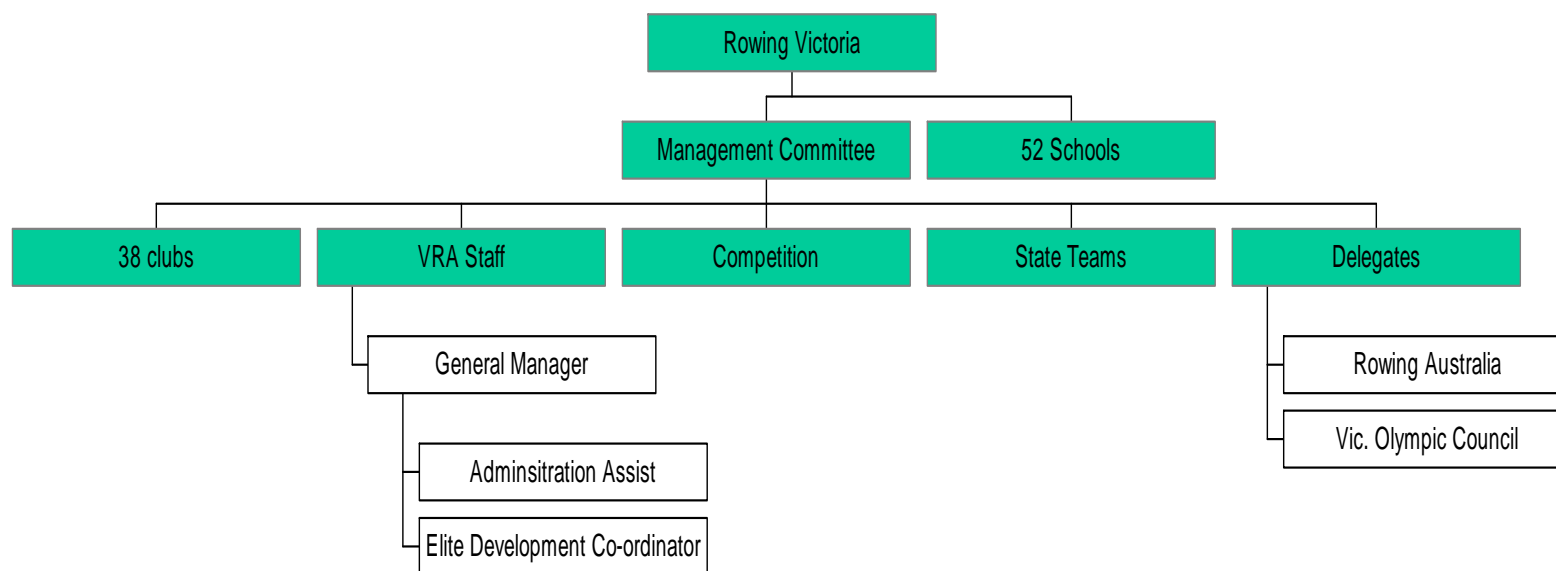 Rowing Victoria
Management Committee
52 Schools
38 clubs
VRA Staff
Competition
State Teams
Delegates
General Manager
Rowing Australia
Vic. Olympic Council
Adminsitration Assist
Elite Development Co-ordinator